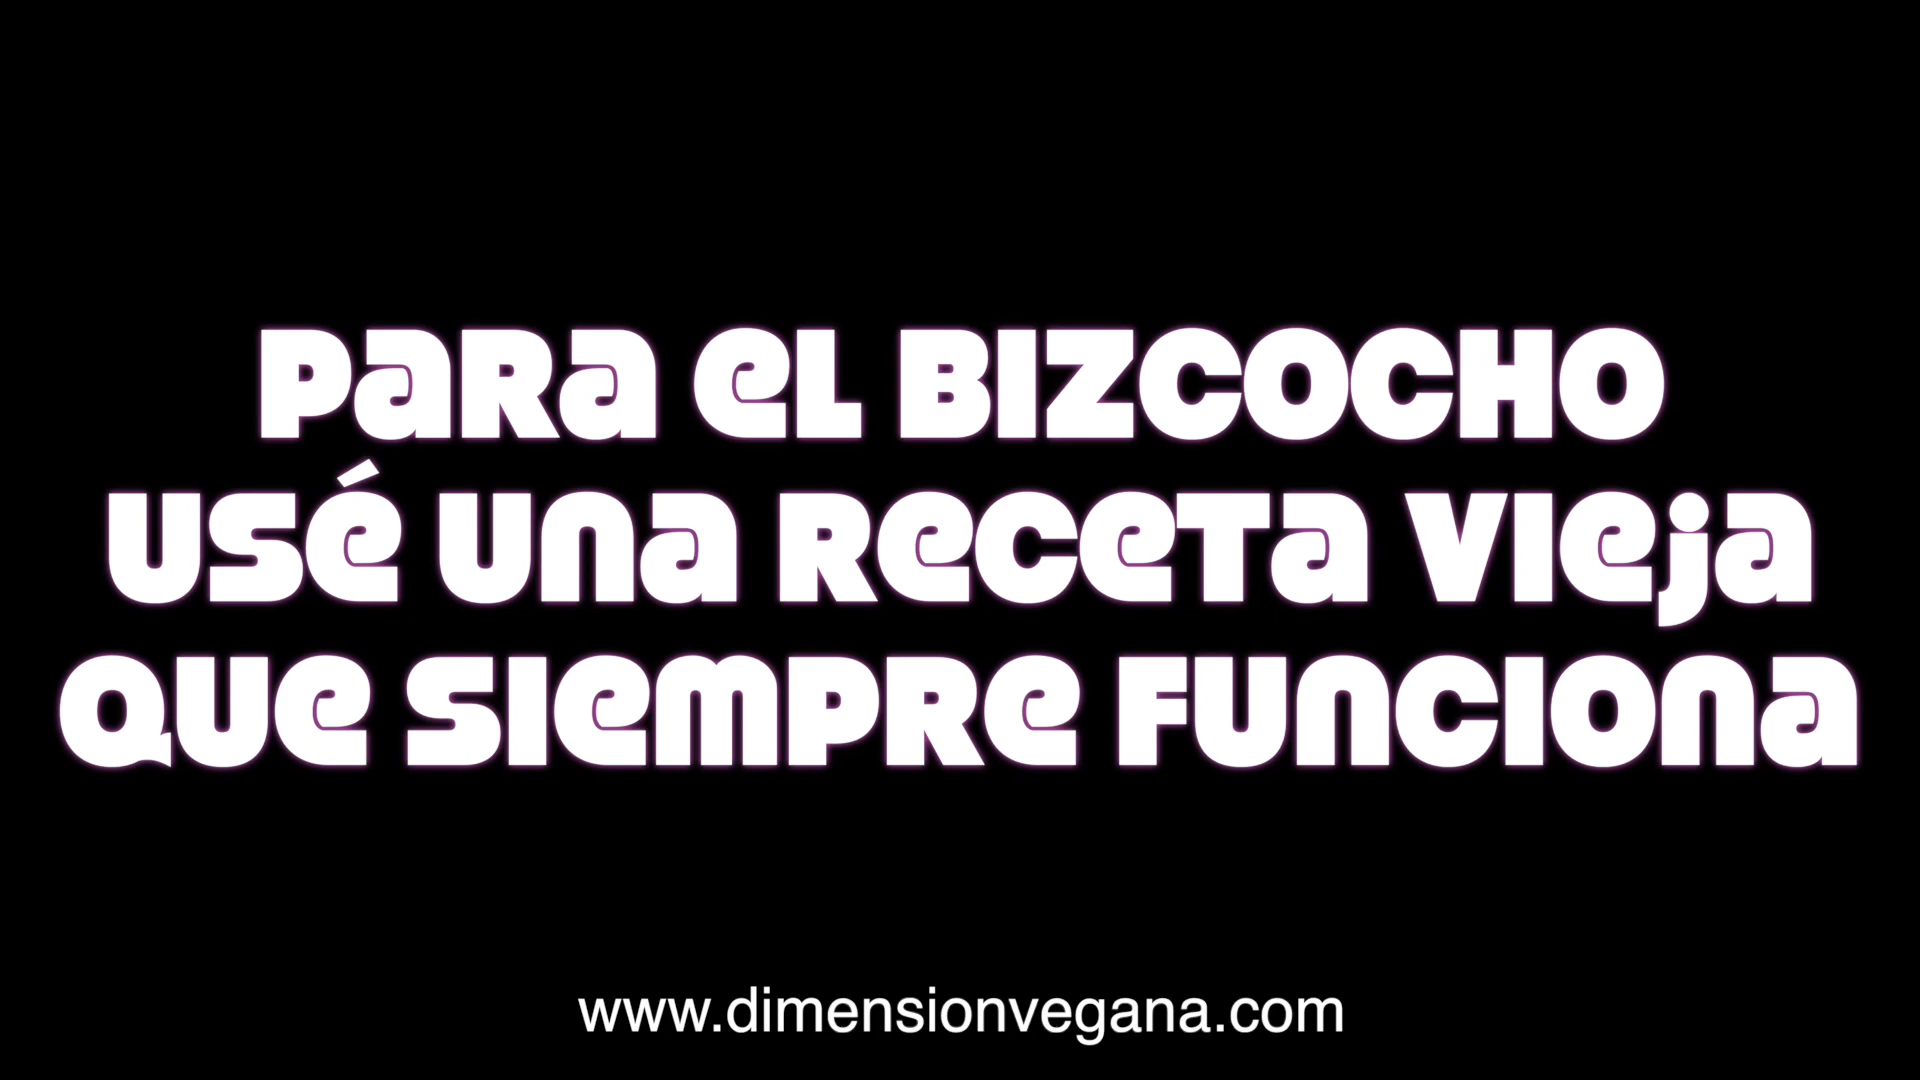 Para el BIZCOCHO
Usé una receta vieja
que siempre funciona
www.dimensionvegana.com